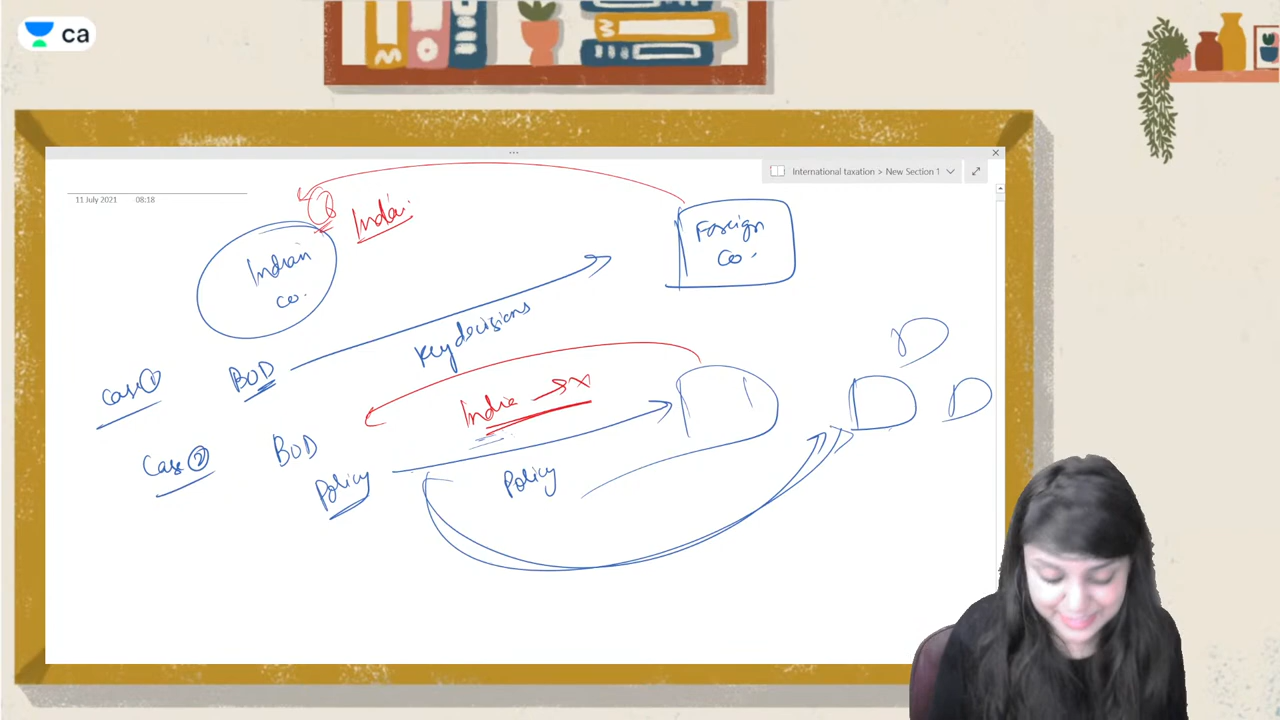 ca
International taxation > New Section 1
11 July 2021 08:18
India
Indian
co.
Foreign
Co.
Key decisions
Case ①
BOD
India → X
Case ②
BOD
Policy
Policy